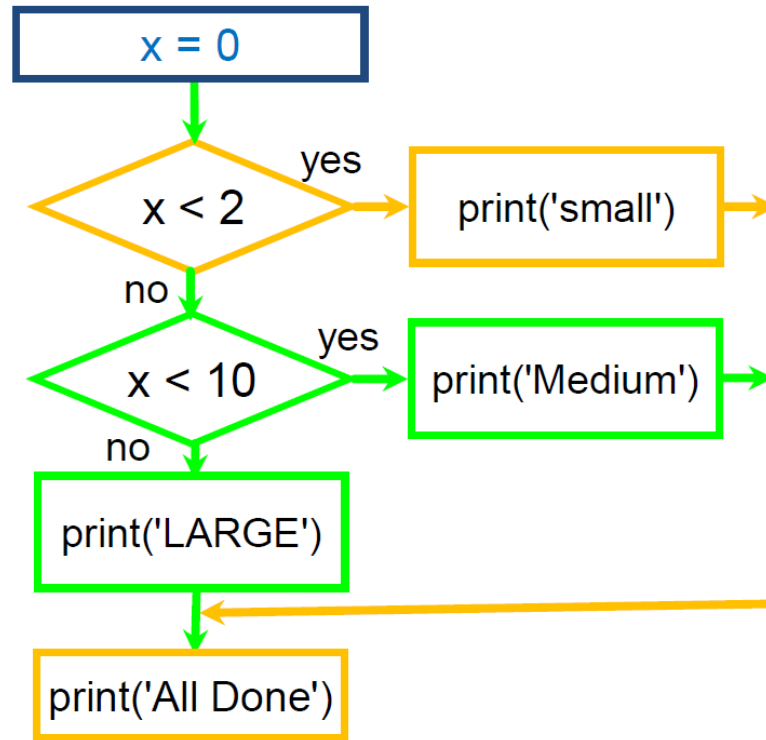 x = 0
yes
x < 2
print('small')
no
yes
x < 10
print('Medium')
no
print('LARGE')
print('All Done')